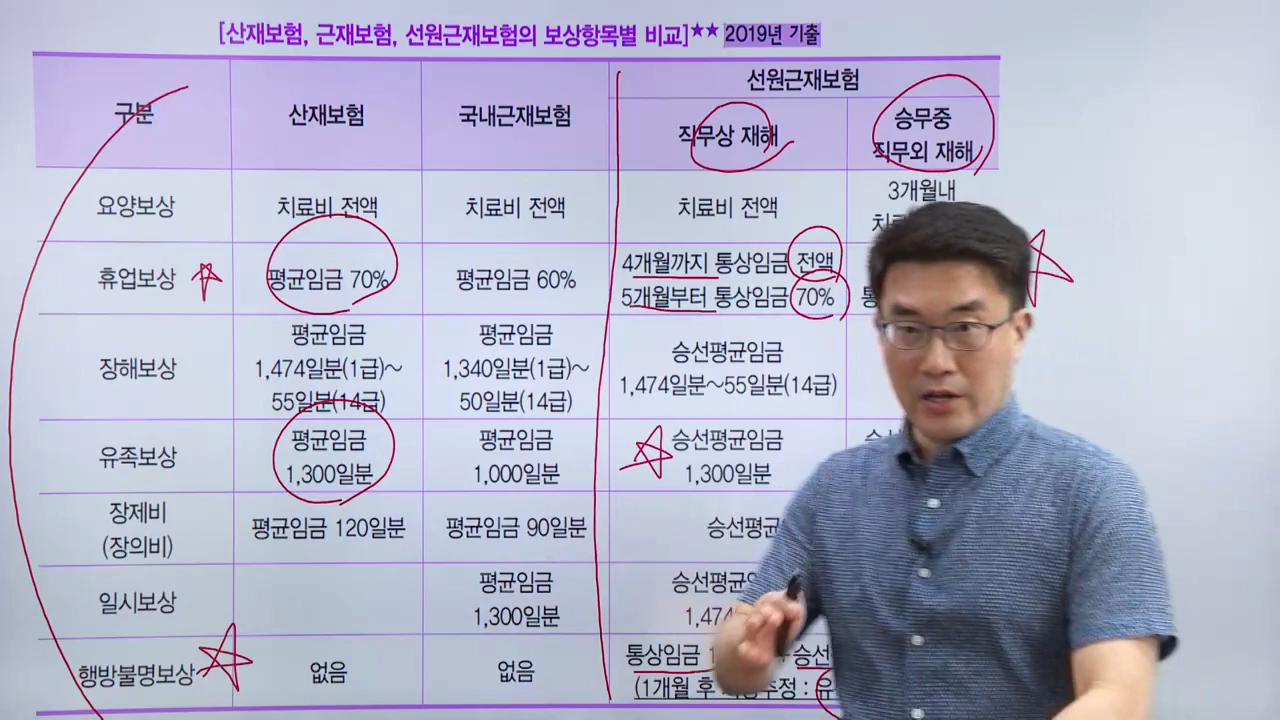 [산재보험, 근재보험, 선원근재보험의 보상항목별 비교]★★ 2019년 기출
구분
산재보험
국내근재보험
선원근재보험
직무상 재해
승무중
직무외 재해
요양보상
치료비 전액
치료비 전액
치료비 전액
3개월내
휴업보상
평균임금 70%
평균임금 60%
4개월까지 통상임금 전액
5개월부터 통상임금 70%
장해보상
평균임금
1,474일분(1급)~
55일분(14급)
평균임금
1,340일분(1급)~
50일분(14급)
승선평균임금
1,474일분~55일분(14급)
유족보상
평균임금
1,300일분
평균임금
1,000일분
승선평균임금
1,300일분
장제비
(장의비)
평균임금 120일분
평균임금 90일분
일시보상
평균임금
1,300일분
행방불명보상
없음
없음
통상임금
(1개월 후